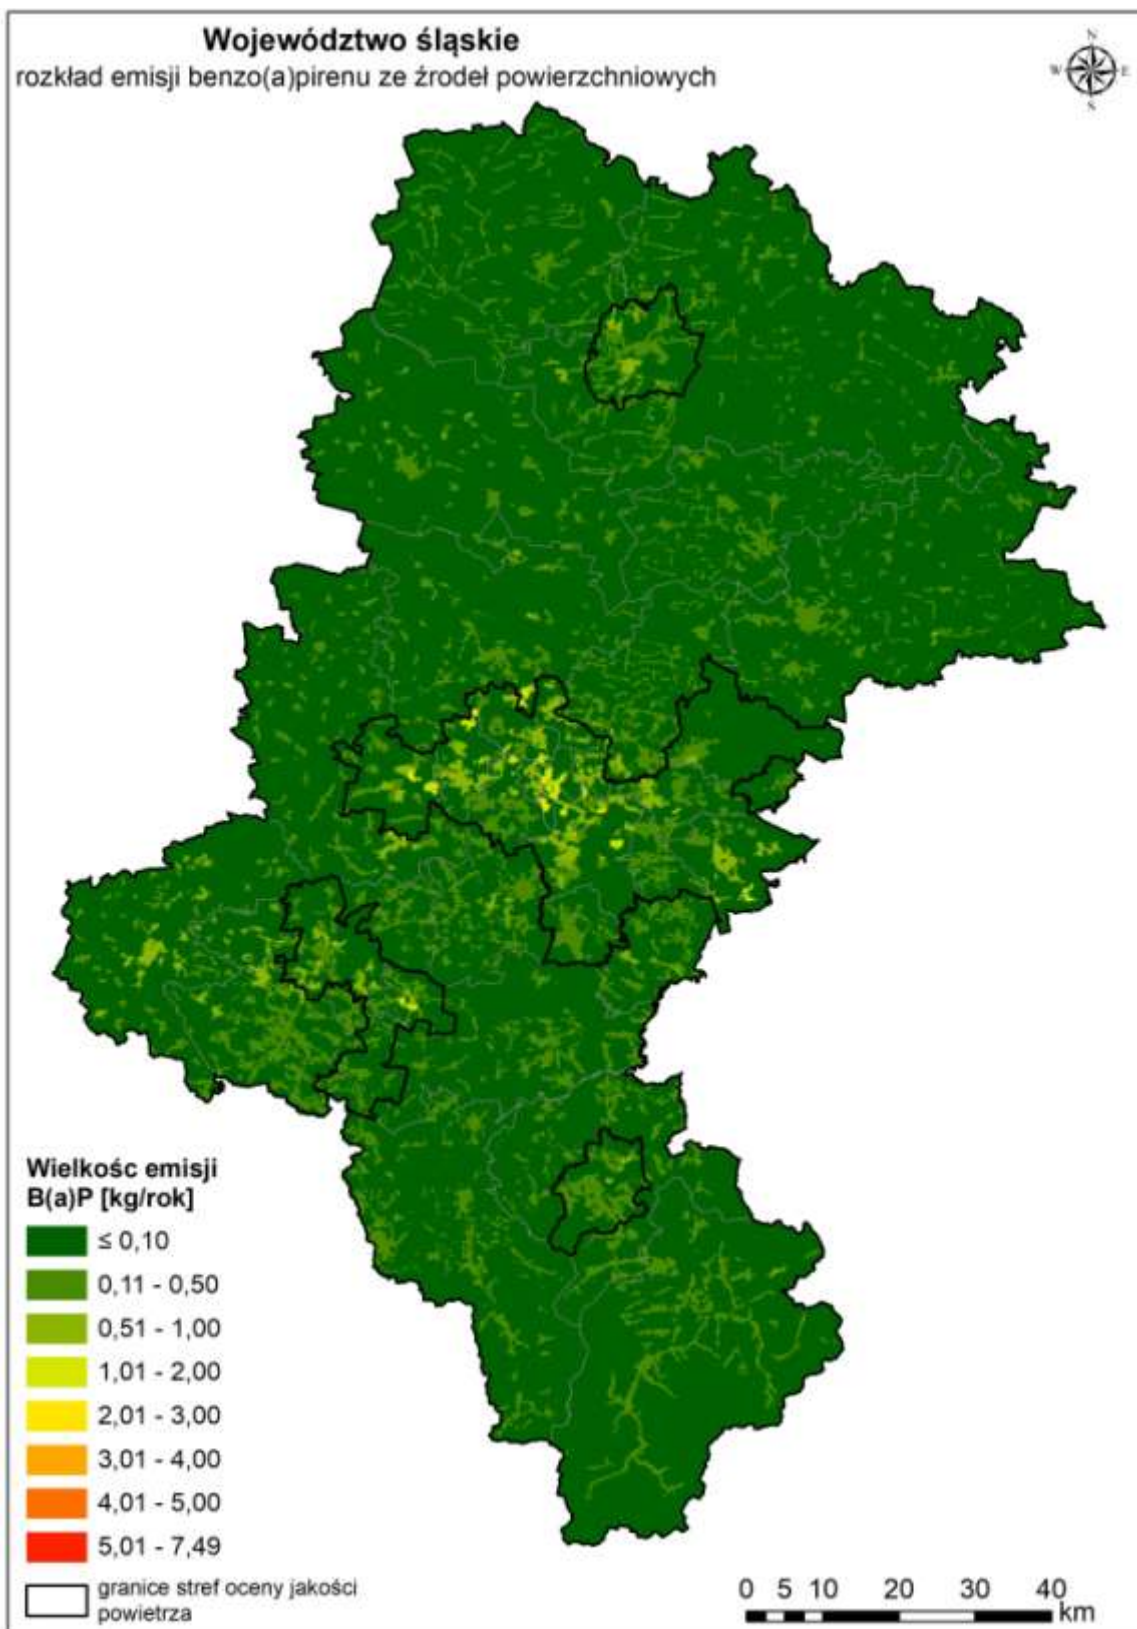 Województwo śląskie
rozkład emisji benzo(a)pirenu ze źrodeł powierzchniowych
N
W E
S
Wielkośc emisji
B(a)P [kg/rok]
≤ 0,10
0,11 - 0,50
0,51 - 1,00
1,01 - 2,00
2,01 - 3,00
3,01 - 4,00
4,01 - 5,00
5,01 - 7,49
granice stref oceny jakości
powietrza
0 5 10 20 30 40
km